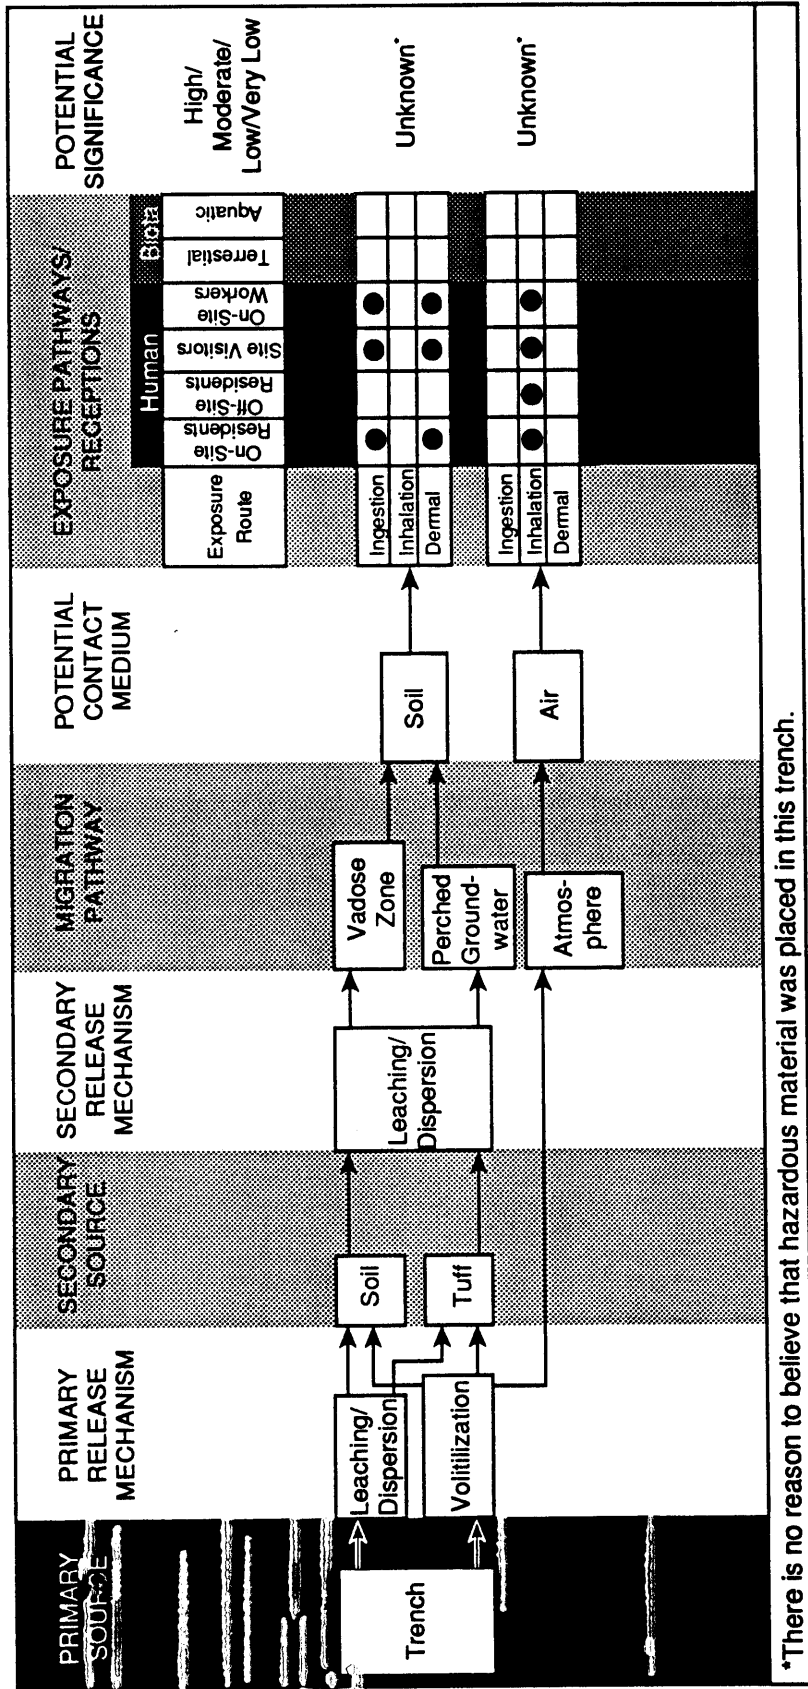 PRIMARY
SOURCE
PRIMARY
RELEASE
MECHANISM
SECONDARY
SOURCE
SECONDARY
RELEASE
MECHANISM
MIGRATION
PATHWAY
POTENTIAL
CONTACT
MEDIUM
EXPOSURE PATHWAYS/
RECEPTIONS
POTENTIAL
SIGNIFICANCE
Human
Biota
Exposure
Route
On-Site
Residents
Off-Site
Residents
Site Visitors
On-Site
Workers
Terrestial
Aquatic
High/
Moderate/
Low/Very Low
Trench
Leaching/
Dispersion
Volitilization
Soil
Tuff
Leaching/
Dispersion
Vadose
Zone
Perched
Ground-
water
Atmos-
phere
Soil
Air
Ingestion
Inhalation
Dermal
Unknown*
Ingestion
Inhalation
Dermal
Unknown*
*There is no reason to believe that hazardous material was placed in this trench.